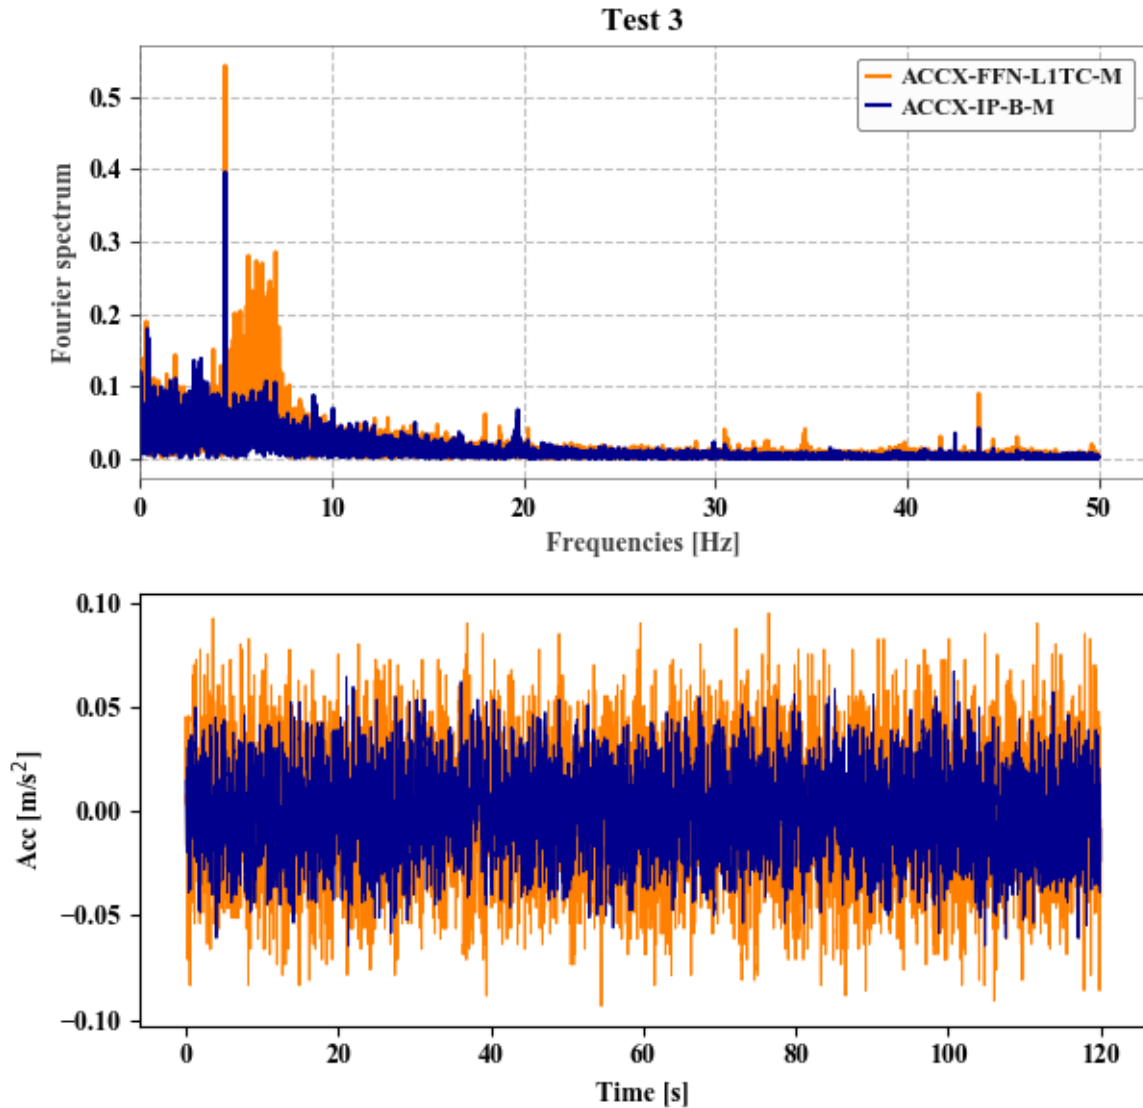 Test 3
ACCX-FFN-L1TC-M
ACCX-IP-B-M
Fourier spectrum
0.5
0.4
0.3
0.2
0.1
0.0
0 10 20 30 40 50
Frequencies [Hz]
Acc [m/s²]
0.10
0.05
0.00
−0.05
−0.10
0 20 40 60 80 100 120
Time [s]